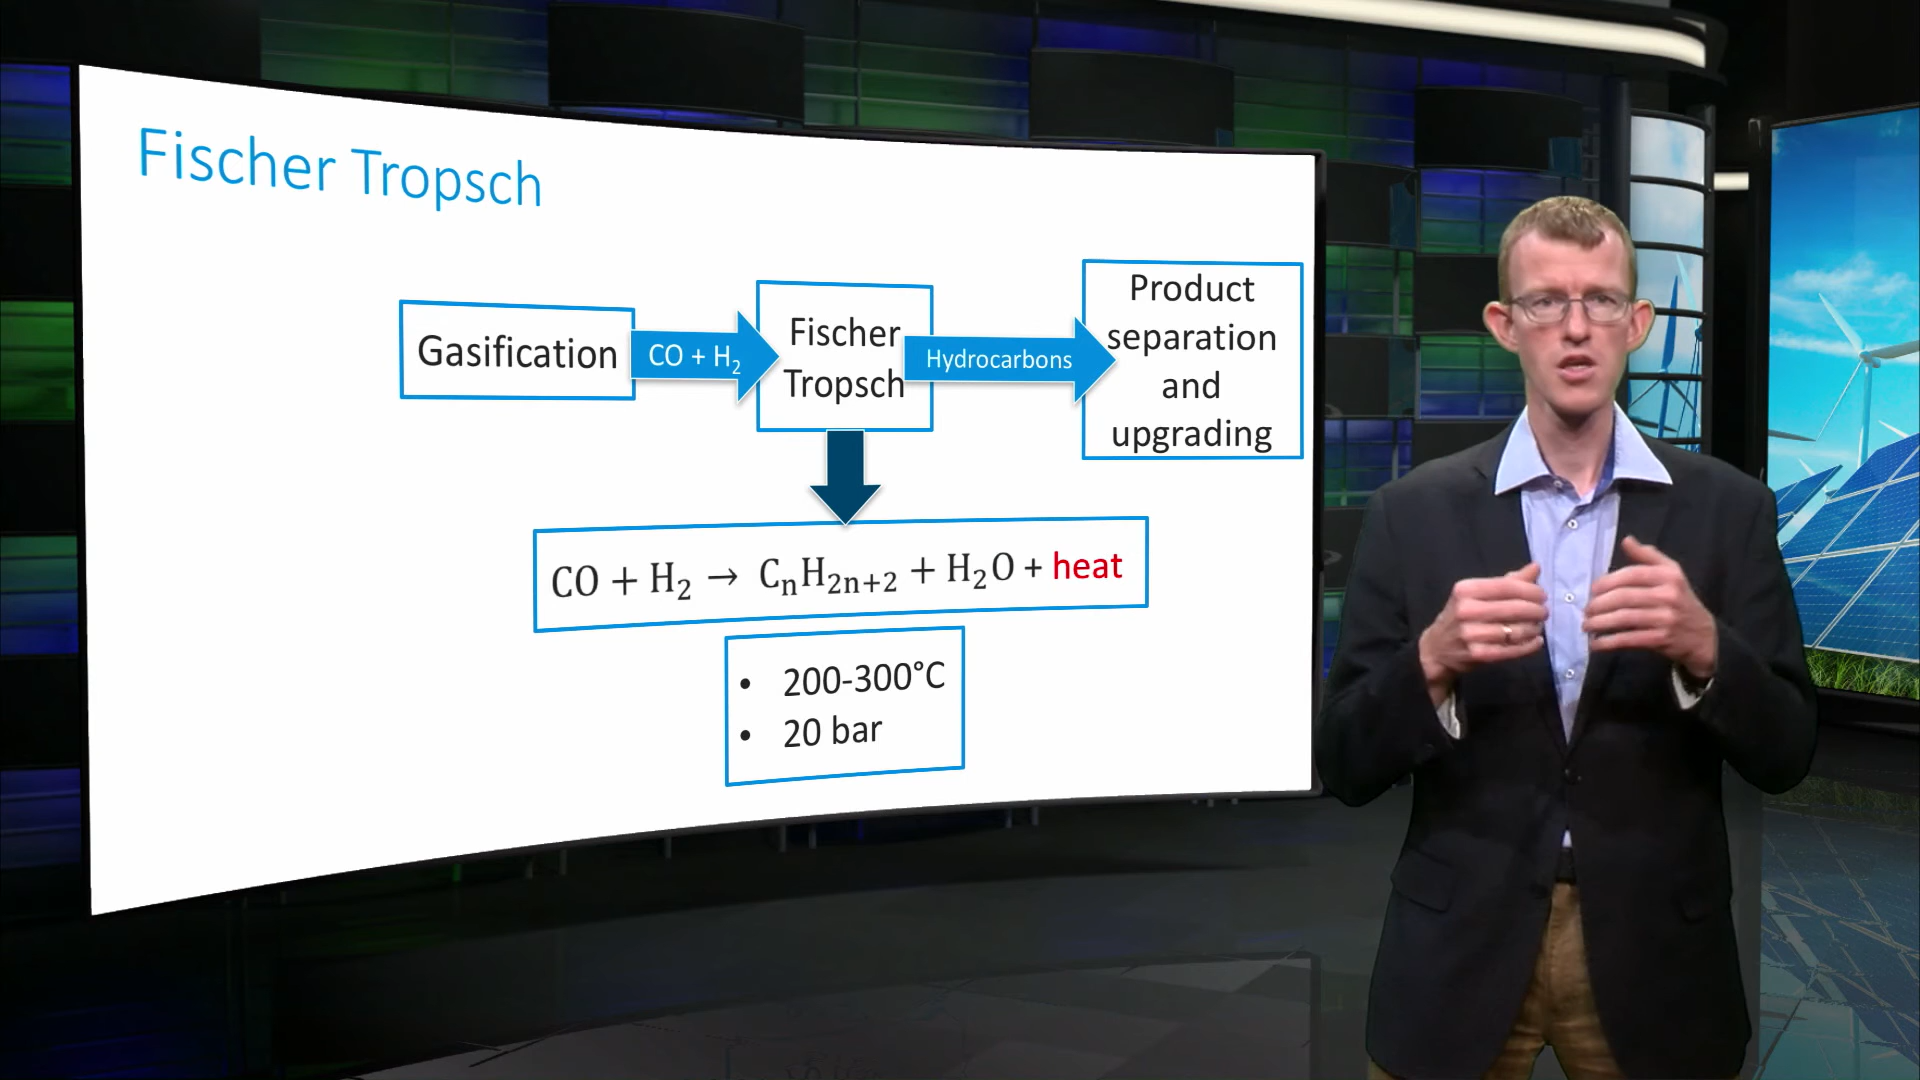 Fischer Tropsch
Gasification
CO + H₂
Fischer
Tropsch
Hydrocarbons
Product
separation
and
upgrading
CO + H₂ → CₙH₂ₙ₊₂ + H₂O + heat
• 200-300°C
• 20 bar